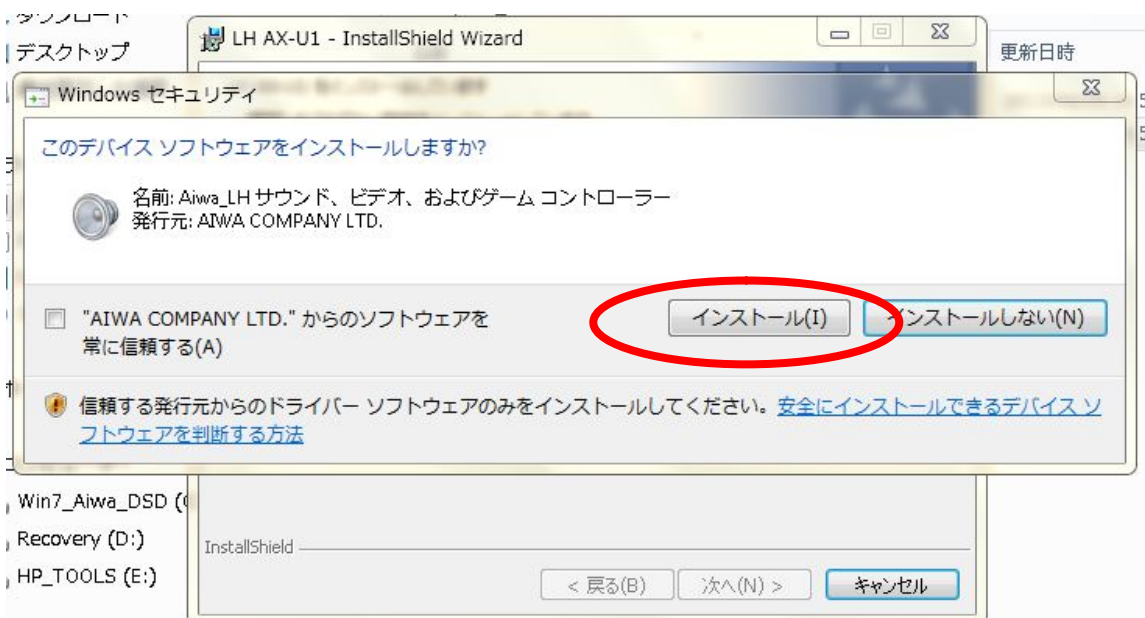 ダウンロード
デスクトップ
LH AX-U1 - InstallShield Wizard
更新日時
Windows セキュリティ
このデバイス ソフトウェアをインストールしますか?
名前: Aiwa_LH サウンド、ビデオ、およびゲーム コントローラー
発行元: AIWA COMPANY LTD.
"AIWA COMPANY LTD." からのソフトウェアを
常に信頼する(A)
インストール(I)
インストールしない(N)
信頼する発行元からのドライバー ソフトウェアのみをインストールしてください。安全にインストールできるデバイス ソ
フトウェアを判断する方法
Win7_Aiwa_DSD (
Recovery (D:)
HP_TOOLS (E:)
InstallShield
< 戻る(B)
次へ(N) >
キャンセル